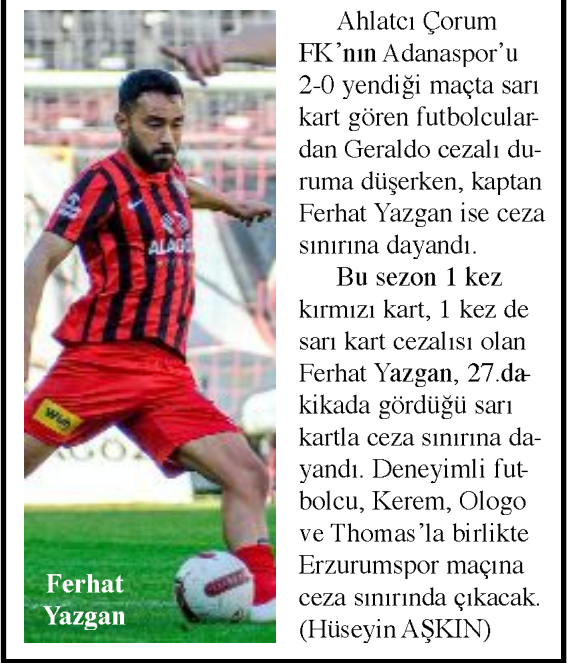 Ahlatcı Çorum
FK’nın Adanaspor’u
2-0 yendiği maçta sarı
kart gören futbolcular-
dan Geraldo cezalı du-
ruma düşerken, kaptan
Ferhat Yazgan ise ceza
sınırına dayandı.
Bu sezon 1 kez
kırmızı kart, 1 kez de
sarı kart cezalısı olan
Ferhat Yazgan, 27.da-
kikada gördüğü sarı
kartla ceza sınırına da-
yandı. Deneyimli fut-
bolcu, Kerem, Ologo
ve Thomas’la birlikte
Erzurumspor maçına
ceza sınırında çıkacak.
(Hüseyin AŞKIN)
Ferhat
Yazgan